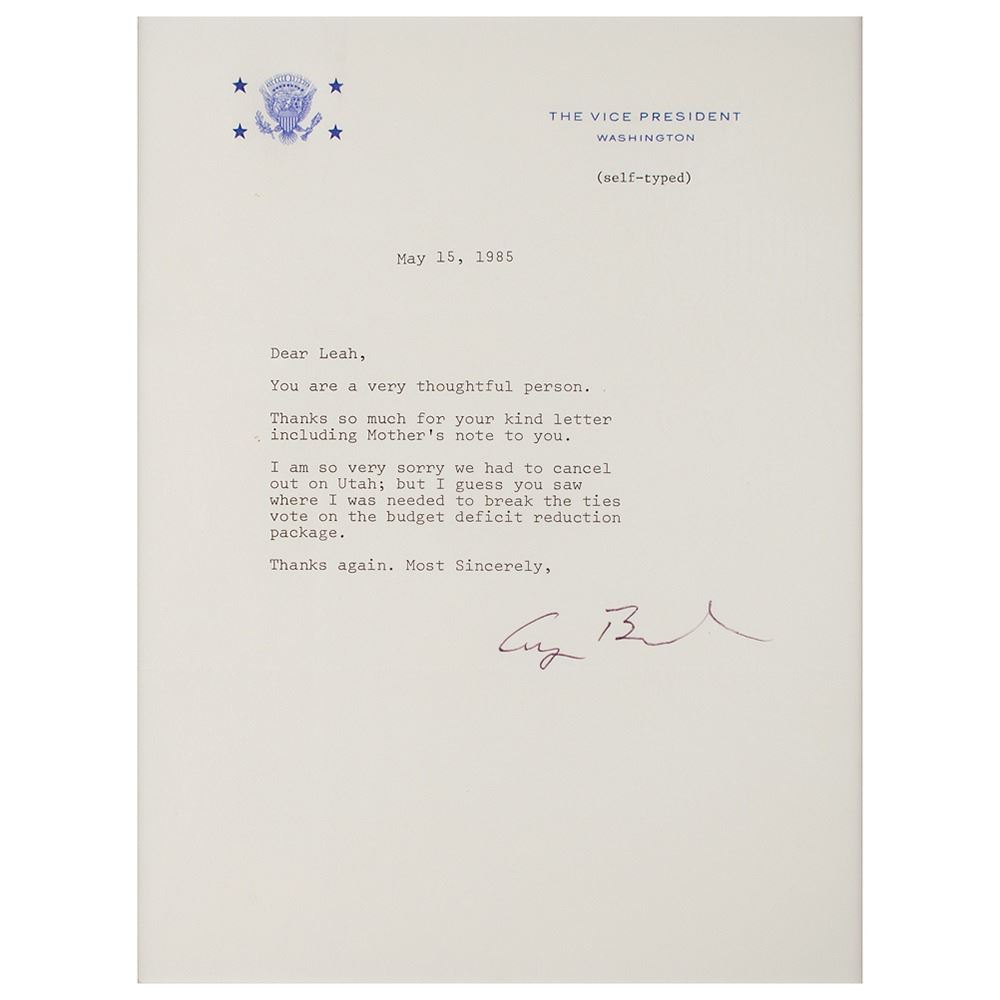 THE VICE PRESIDENT
WASHINGTON
(self-typed)
May 15, 1985
Dear Leah,
You are a very thoughtful person.
Thanks so much for your kind letter
including Mother's note to you.
I am so very sorry we had to cancel
out on Utah; but I guess you saw
where I was needed to break the ties
vote on the budget deficit reduction
package.
Thanks again. Most Sincerely,